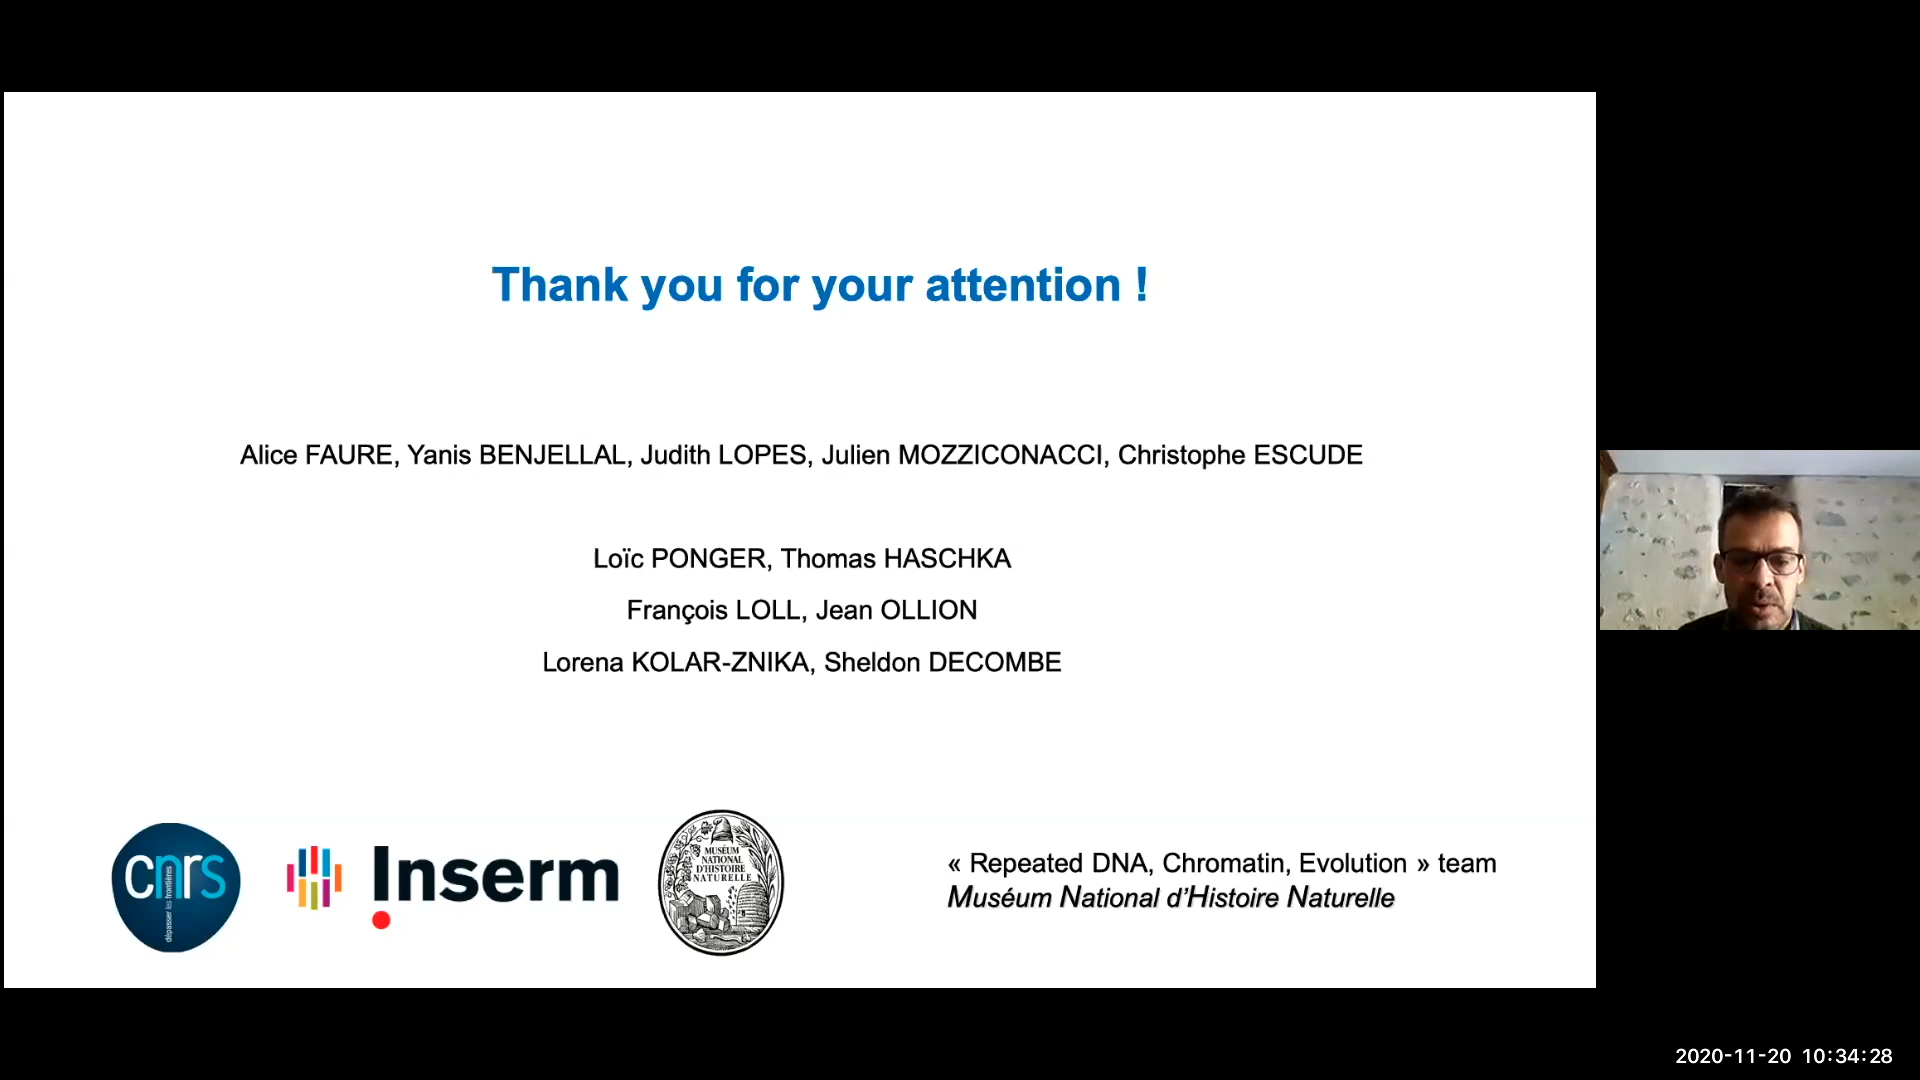 Thank you for your attention !
Alice FAURE, Yanis BENJELLAL, Judith LOPES, Julien MOZZICONACCI, Christophe ESCUDE
Loïc PONGER, Thomas HASCHKA
François LOLL, Jean OLLION
Lorena KOLAR-ZNIKA, Sheldon DECOMBE
cnrs
dépasser les frontières
Inserm
MUSÉUM
NATIONAL
D'HISTOIRE
NATURELLE
« Repeated DNA, Chromatin, Evolution » team
Muséum National d’Histoire Naturelle
2020-11-20 10:34:28